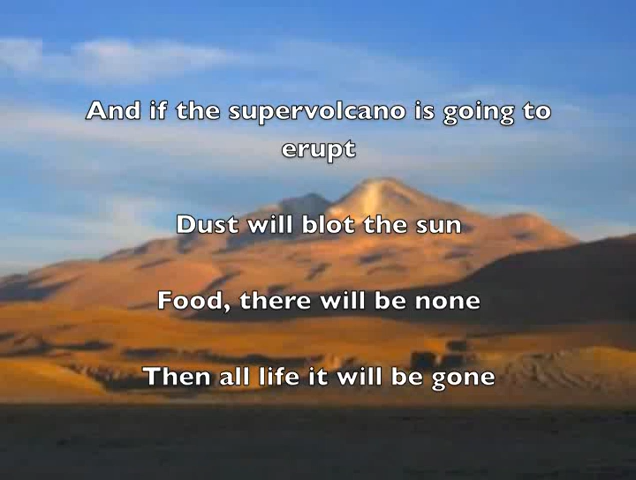 And if the supervolcano is going to
erupt
Dust will blot the sun
Food, there will be none
Then all life it will be gone